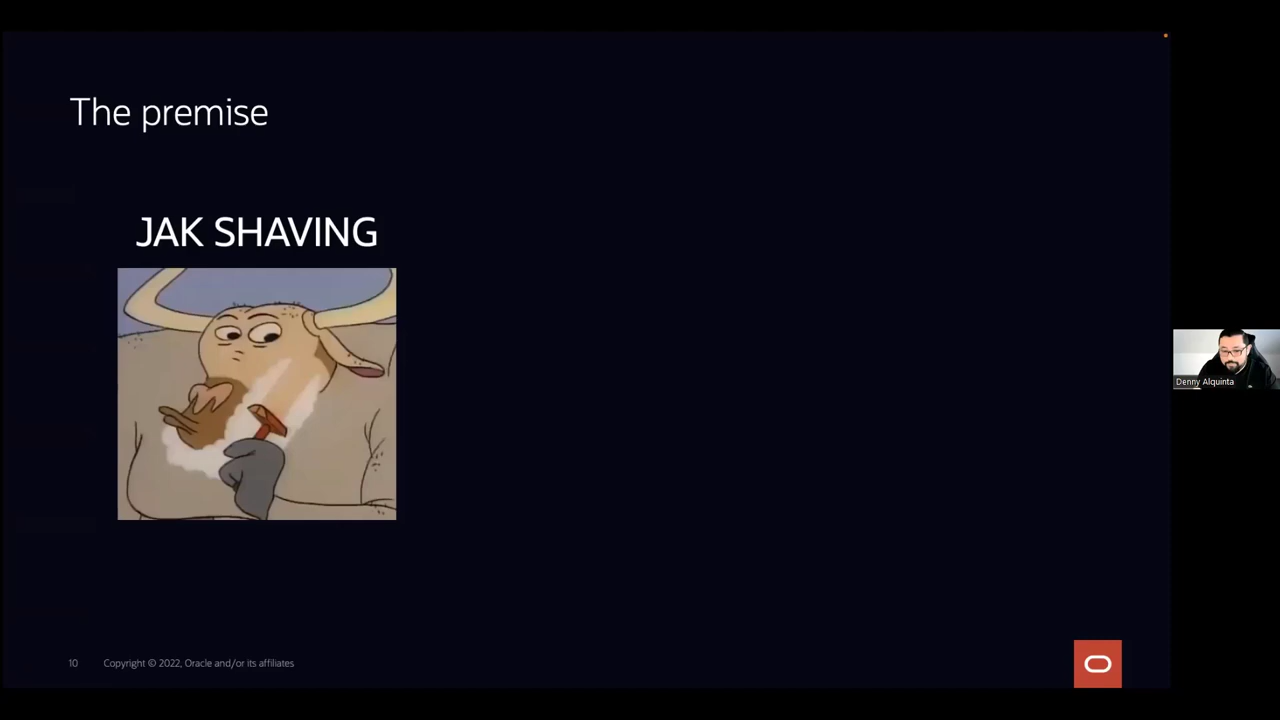 The premise
JAK SHAVING
Denny Alquinta
10 Copyright © 2022, Oracle and/or its affiliates